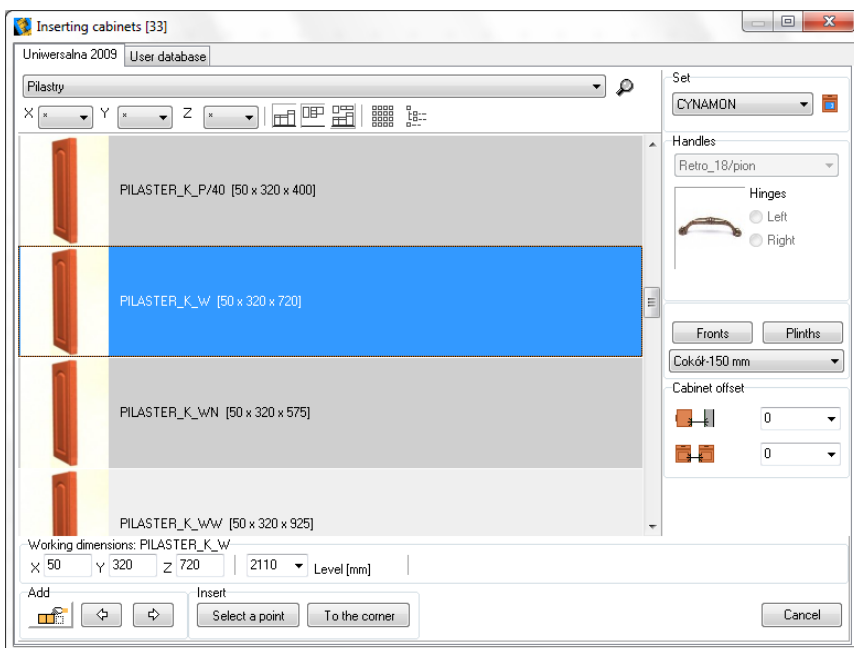 Inserting cabinets [33]
Uniwersalna 2009 User database
Pilastry
X * Y * Z *
PILASTER_K_P/40 [50 x 320 x 400]
PILASTER_K_W [50 x 320 x 720]
PILASTER_K_WN [50 x 320 x 575]
PILASTER_K_WW [50 x 320 x 925]
Set
CYNAMON
Handles
Retro_18/pion
Hinges
Left
Right
Fronts Plinths
Cokół-150 mm
Cabinet offset
0
0
Working dimensions: PILASTER_K_W
X 50 Y 320 Z 720 2110 Level [mm]
Add Insert
Select a point To the corner Cancel